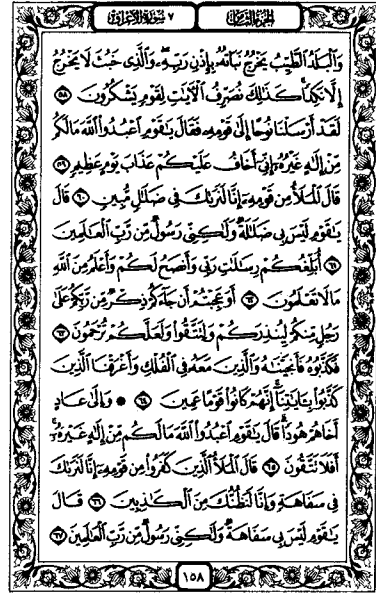 الجزء الثامن
٧ سورة الأعراف
وَٱلۡبَلَدُ ٱلطَّيِّبُ يَخۡرُجُ نَبَاتُهُۥ بِإِذۡنِ رَبِّهِۦۖ وَٱلَّذِى خَبُثَ لَا يَخۡرُجُ
إِلَّا نَكِدٗاۚ كَذَٰلِكَ نُصَرِّفُ ٱلۡأٓيَٰتِ لِقَوۡمٖ يَشۡكُرُونَ ٥٨
لَقَدۡ أَرۡسَلۡنَا نُوحًا إِلَىٰ قَوۡمِهِۦ فَقَالَ يَٰقَوۡمِ ٱعۡبُدُوا۟ ٱللَّهَ مَا لَكُم
مِّنۡ إِلَٰهٍ غَيۡرُهُۥٓ إِنِّىٓ أَخَافُ عَلَيۡكُمۡ عَذَابَ يَوۡمٍ عَظِيمٖ ٥٩
قَالَ ٱلۡمَلَأُ مِن قَوۡمِهِۦٓ إِنَّا لَنَرَىٰكَ فِى ضَلَٰلٖ مُّبِينٖ ٦٠ قَالَ
يَٰقَوۡمِ لَيۡسَ بِى ضَلَٰلَةٞ وَلَٰكِنِّى رَسُولٞ مِّن رَّبِّ ٱلۡعَٰلَمِينَ
٦١ أُبَلِّغُكُمۡ رِسَٰلَٰتِ رَبِّى وَأَنصَحُ لَكُمۡ وَأَعۡلَمُ مِنَ ٱللَّهِ
مَا لَا تَعۡلَمُونَ ٦٢ أَوَعَجِبۡتُمۡ أَن جَآءَكُمۡ ذِكۡرٞ مِّن رَّبِّكُمۡ عَلَىٰ
رَجُلٖ مِّنكُمۡ لِيُنذِرَكُمۡ وَلِتَتَّقُوا۟ وَلَعَلَّكُمۡ تُرۡحَمُونَ ٦٣
فَكَذَّبُوهُ فَأَنجَيۡنَٰهُ وَٱلَّذِينَ مَعَهُۥ فِى ٱلۡفُلۡكِ وَأَغۡرَقۡنَا ٱلَّذِينَ
كَذَّبُوا۟ بِـَٔايَٰتِنَآۚ إِنَّهُمۡ كَانُوا۟ قَوۡمًا عَمِينَ ٦٤ وَإِلَىٰ عَادٍ
أَخَاهُمۡ هُودٗاۚ قَالَ يَٰقَوۡمِ ٱعۡبُدُوا۟ ٱللَّهَ مَا لَكُم مِّنۡ إِلَٰهٍ غَيۡرُهُۥٓۚ
أَفَلَا تَتَّقُونَ ٦٥ قَالَ ٱلۡمَلَأُ ٱلَّذِينَ كَفَرُوا۟ مِن قَوۡمِهِۦٓ إِنَّا لَنَرَىٰكَ
فِى سَفَاهَةٖ وَإِنَّا لَنَظُنُّكَ مِنَ ٱلۡكَٰذِبِينَ ٦٦ قَالَ
يَٰقَوۡمِ لَيۡسَ بِى سَفَاهَةٞ وَلَٰكِنِّى رَسُولٞ مِّن رَّبِّ ٱلۡعَٰلَمِينَ ٦٧
١٥٨